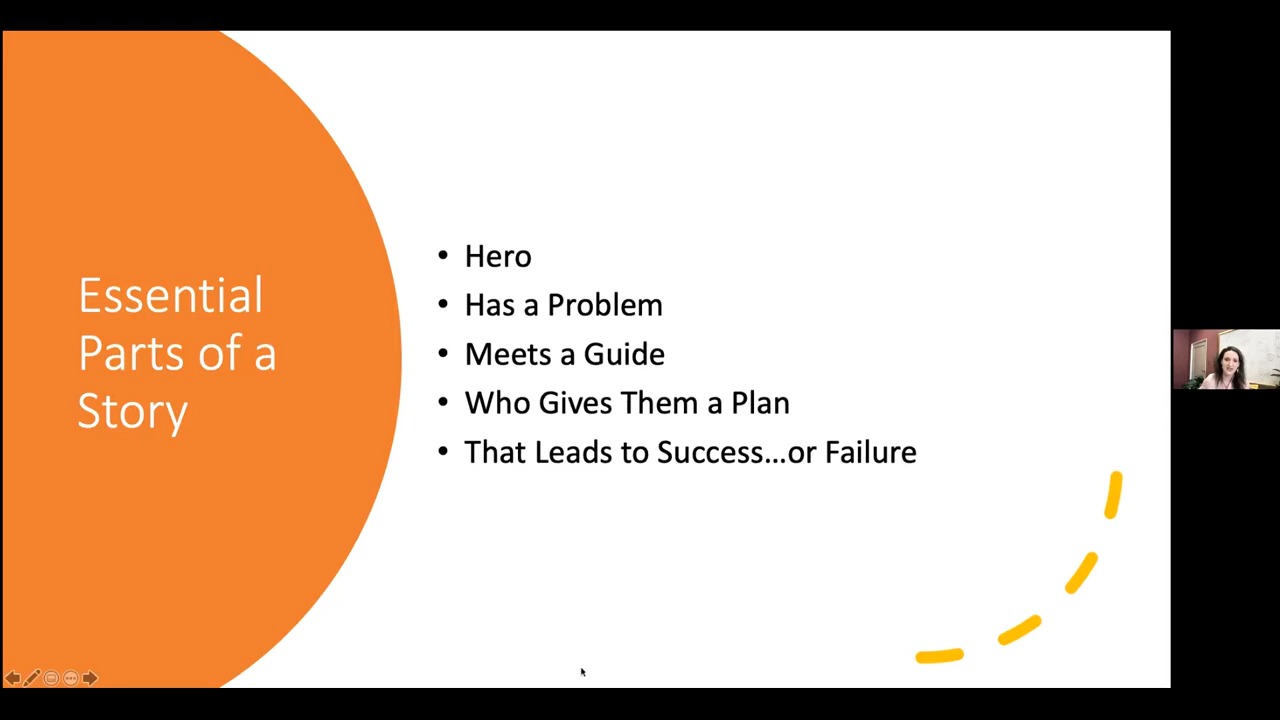 Essential
Parts of a
Story
• Hero
• Has a Problem
• Meets a Guide
• Who Gives Them a Plan
• That Leads to Success...or Failure